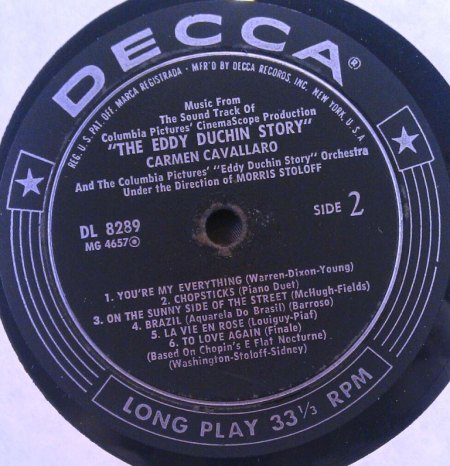 DECCA®
REG. U.S. PAT. OFF. MARCA REGISTRADA • MFR'D BY DECCA RECORDS, INC., NEW YORK, U.S.A.
Music From
The Sound Track Of
Columbia Pictures' CinemaScope Production
"THE EDDY DUCHIN STORY"
CARMEN CAVALLARO
And The Columbia Pictures' "Eddy Duchin Story" Orchestra
Under the Direction of MORRIS STOLOFF
DL 8289
MG 4657
SIDE 2
1. YOU'RE MY EVERYTHING (Warren-Dixon-Young)
2. CHOPSTICKS (Piano Duet)
3. ON THE SUNNY SIDE OF THE STREET (McHugh-Fields)
4. BRAZIL (Aquarela Do Brasil) (Barroso)
5. LA VIE EN ROSE (Louiguy-Piaf)
6. TO LOVE AGAIN (Finale)
(Based On Chopin's E Flat Nocturne)
(Washington-Stoloff-Sidney)
LONG PLAY 33⅓ RPM